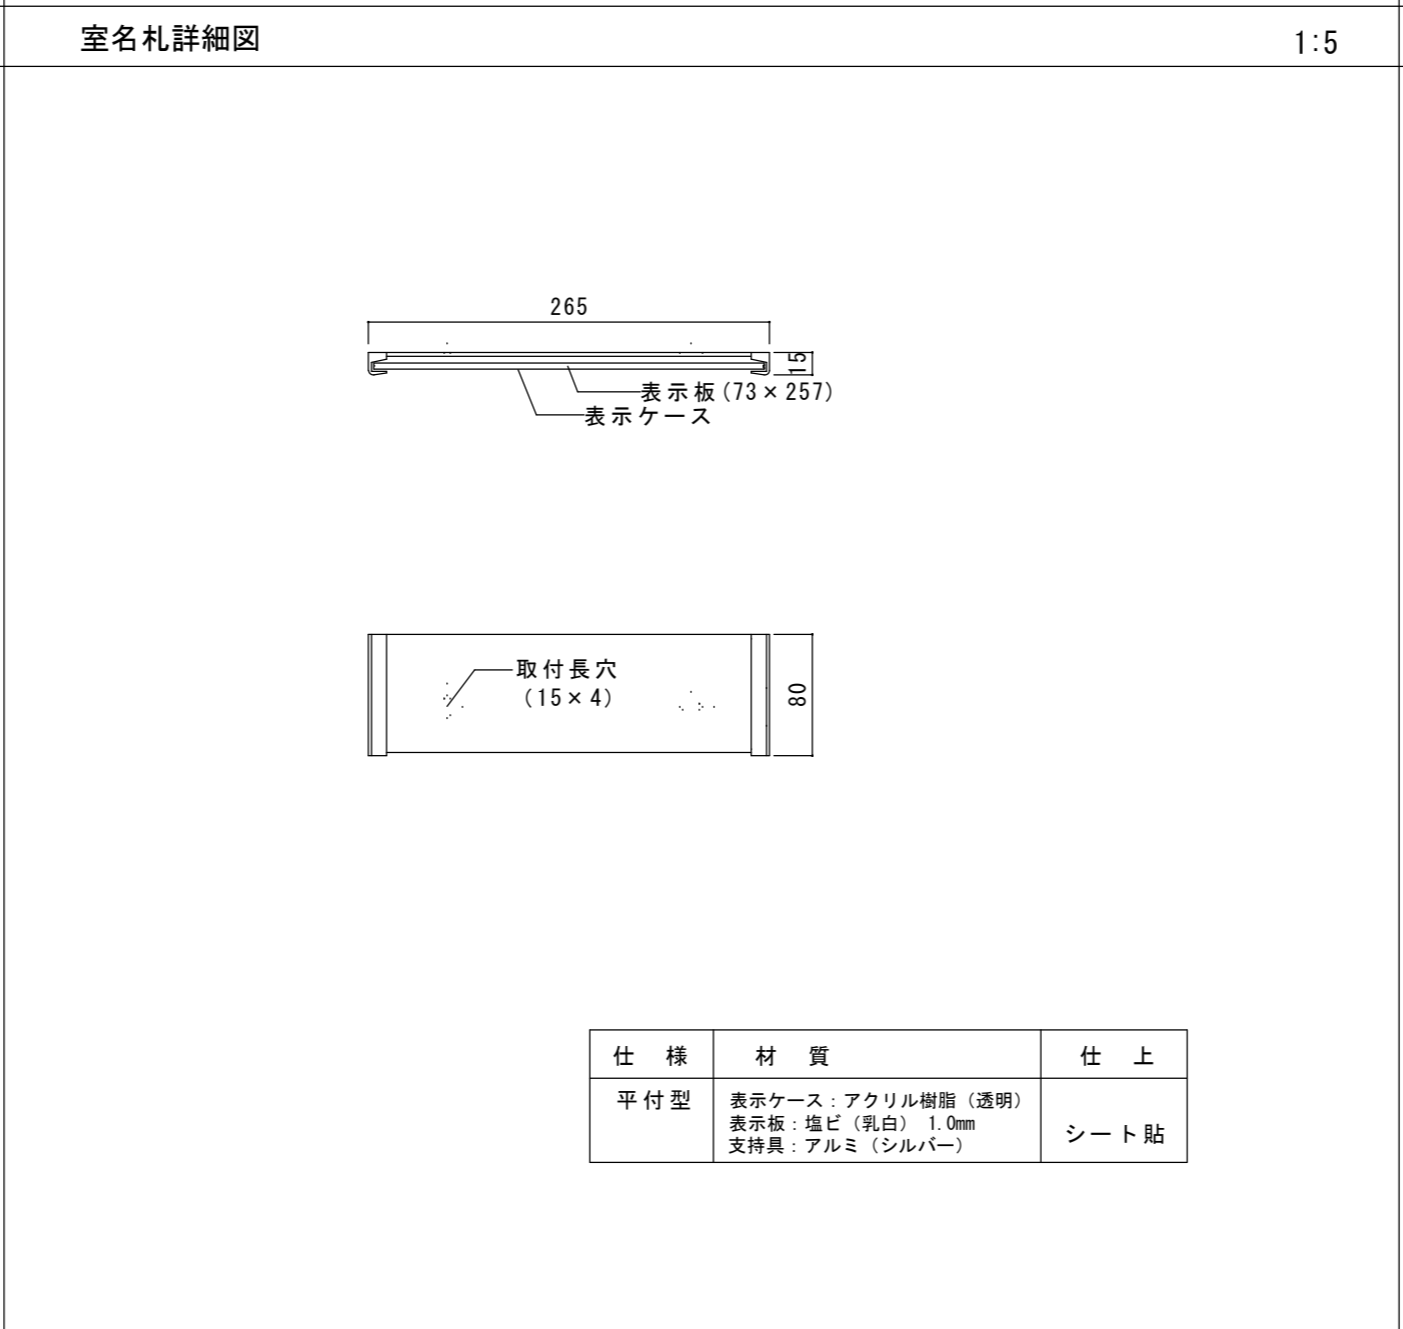 室名札詳細図 1:5
265
15
表示板(73×257)
表示ケース
取付長穴
(15×4)
80
仕 様 材 質 仕 上
平付型
表示ケース：アクリル樹脂（透明）
表示板：塩ビ（乳白） 1.0mm
支持具：アルミ（シルバー）
シート貼